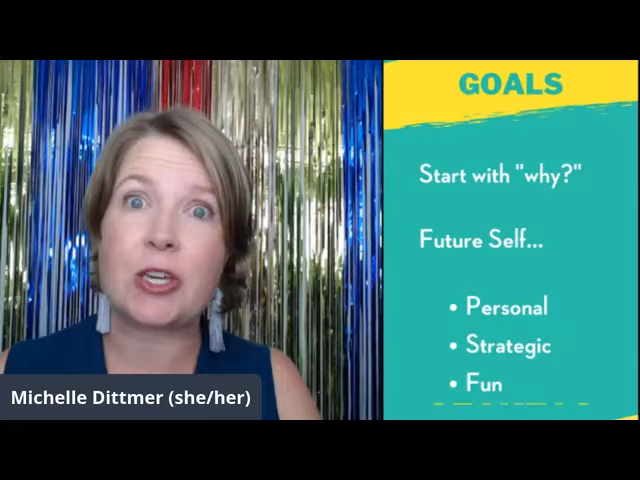 GOALS
Start with "why?"
Future Self...
• Personal
• Strategic
• Fun
Michelle Dittmer (she/her)